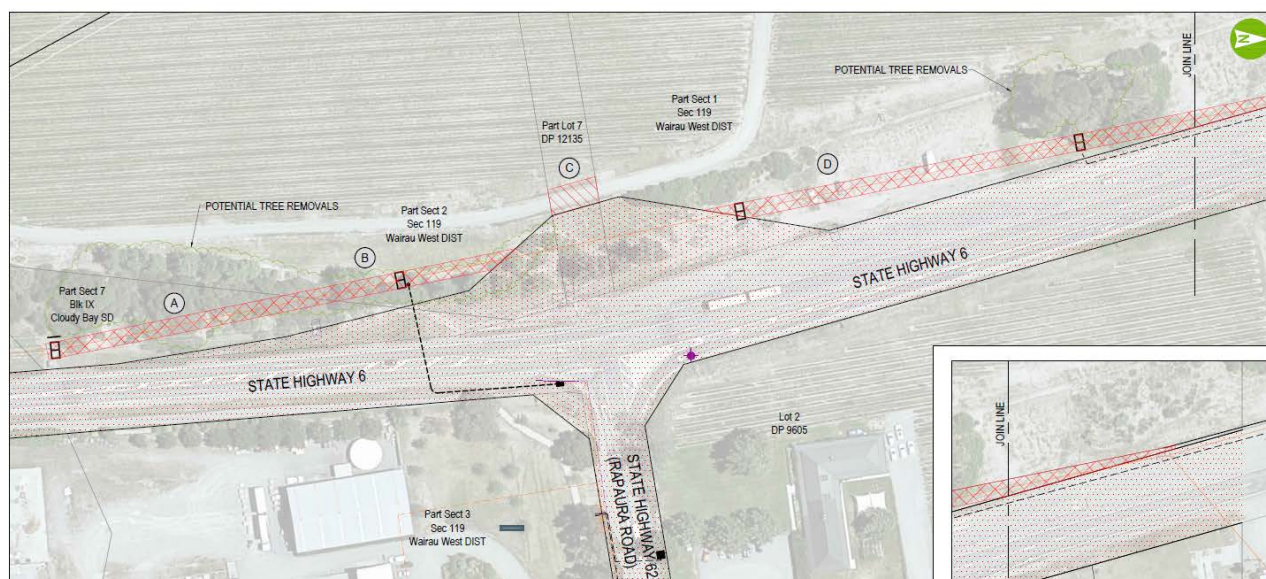 N
JOIN LINE
POTENTIAL TREE REMOVALS
Part Sect 1
Sec 119
Wairau West DIST
Part Lot 7
DP 12135
C
D
POTENTIAL TREE REMOVALS
Part Sect 2
Sec 119
Wairau West DIST
B
Part Sect 7
Blk IX
Cloudy Bay SD
A
STATE HIGHWAY 6
STATE HIGHWAY 6
Lot 2
DP 9605
STATE HIGHWAY 62
(RAPAURA ROAD)
Part Sect 3
Sec 119
Wairau West DIST
JOIN LINE